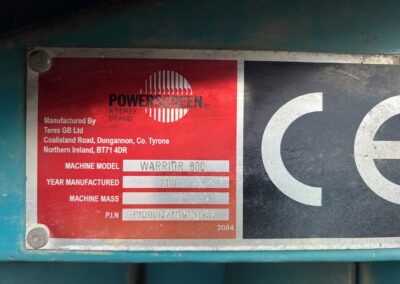 POWERSCREEN
A TEREX
BRAND
Manufactured By
Terex GB Ltd
Coalisland Road, Dungannon, Co. Tyrone
Northern Ireland, BT71 4DR
MACHINE MODEL WARRIOR 800
YEAR MANUFACTURED 2010
MACHINE MASS
P.I.N
2084
CE